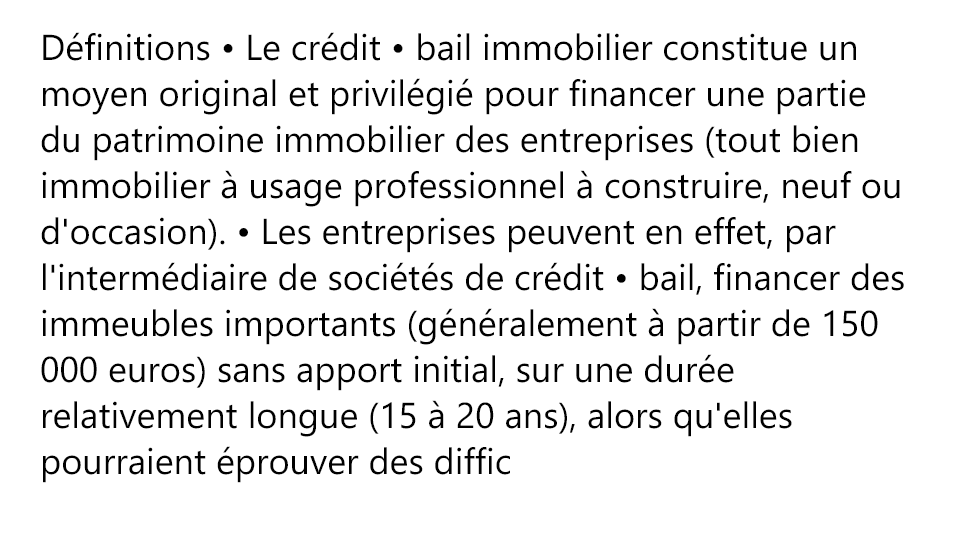 Définitions • Le crédit • bail immobilier constitue un
moyen original et privilégié pour financer une partie
du patrimoine immobilier des entreprises (tout bien
immobilier à usage professionnel à construire, neuf ou
d'occasion). • Les entreprises peuvent en effet, par
l'intermédiaire de sociétés de crédit • bail, financer des
immeubles importants (généralement à partir de 150
000 euros) sans apport initial, sur une durée
relativement longue (15 à 20 ans), alors qu'elles
pourraient éprouver des diffic